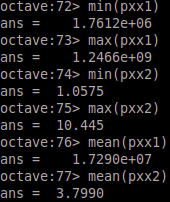 octave:72> min(pxx1)
ans =    1.7612e+06
octave:73> max(pxx1)
ans =    1.2466e+09
octave:74> min(pxx2)
ans =  1.0575
octave:75> max(pxx2)
ans =  10.445
octave:76> mean(pxx1)
ans =    1.7290e+07
octave:77> mean(pxx2)
ans =  3.7990